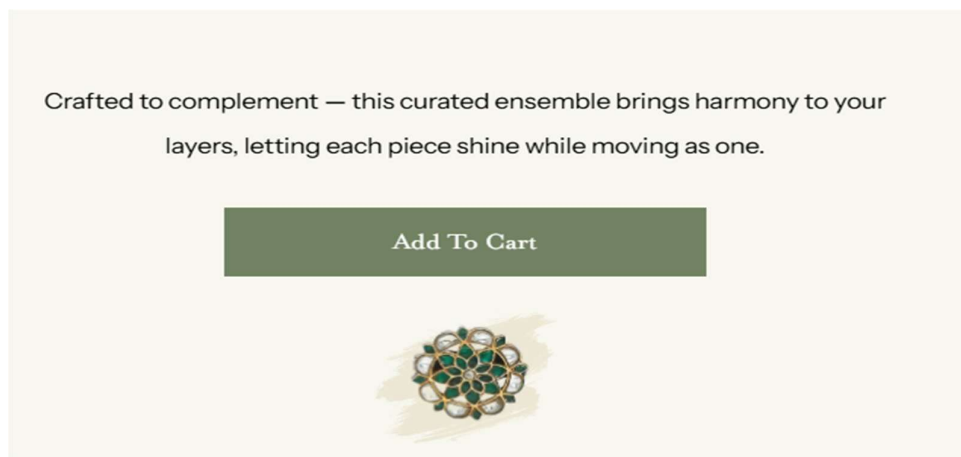 Crafted to complement — this curated ensemble brings harmony to your
layers, letting each piece shine while moving as one.
Add To Cart